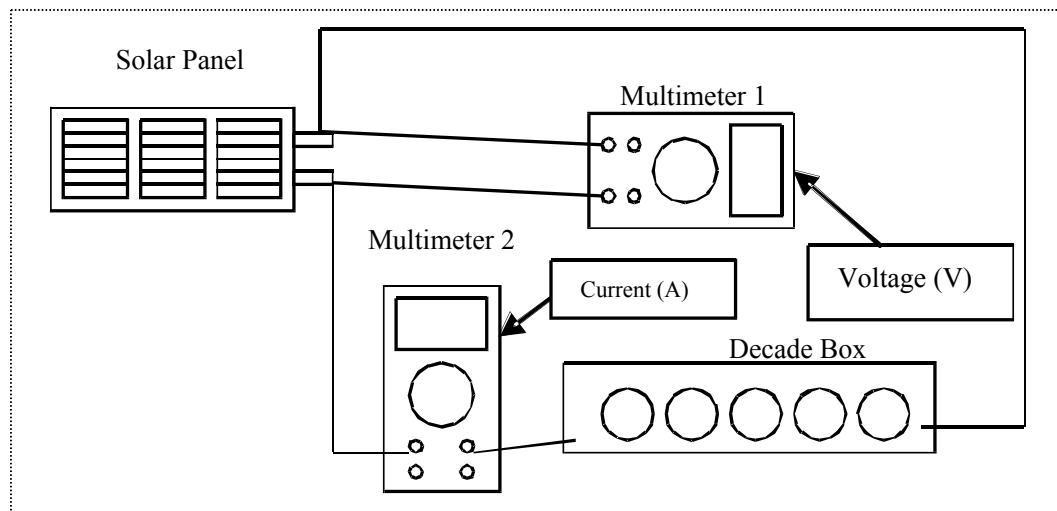 Solar Panel
Multimeter 1
Multimeter 2
Voltage (V)
Current (A)
Decade Box